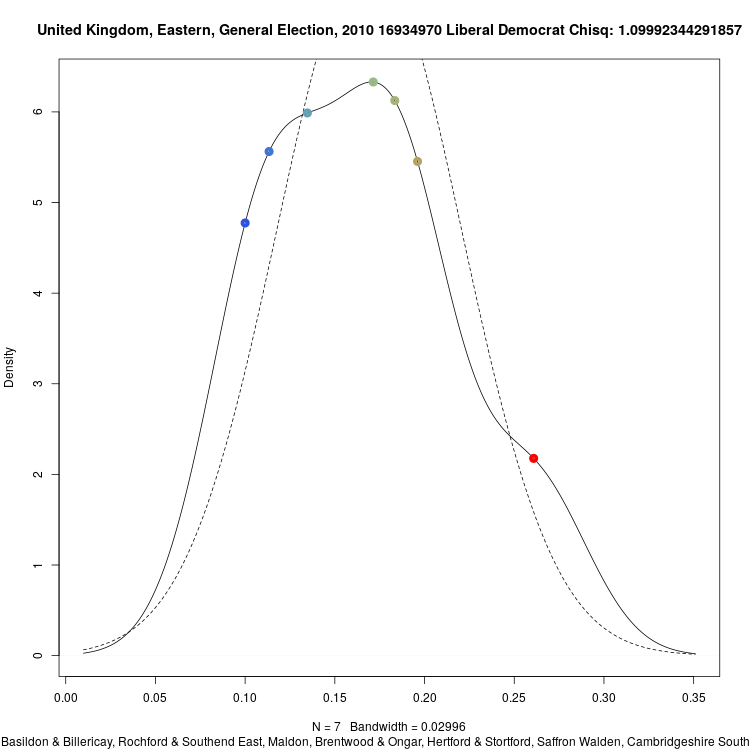 United Kingdom, Eastern, General Election, 2010 16934970 Liberal Democrat Chisq: 1.09992344291857
Density
6
5
4
3
2
1
0
0.00 0.05 0.10 0.15 0.20 0.25 0.30 0.35
N = 7 Bandwidth = 0.02996
Basildon & Billericay, Rochford & Southend East, Maldon, Brentwood & Ongar, Hertford & Stortford, Saffron Walden, Cambridgeshire South